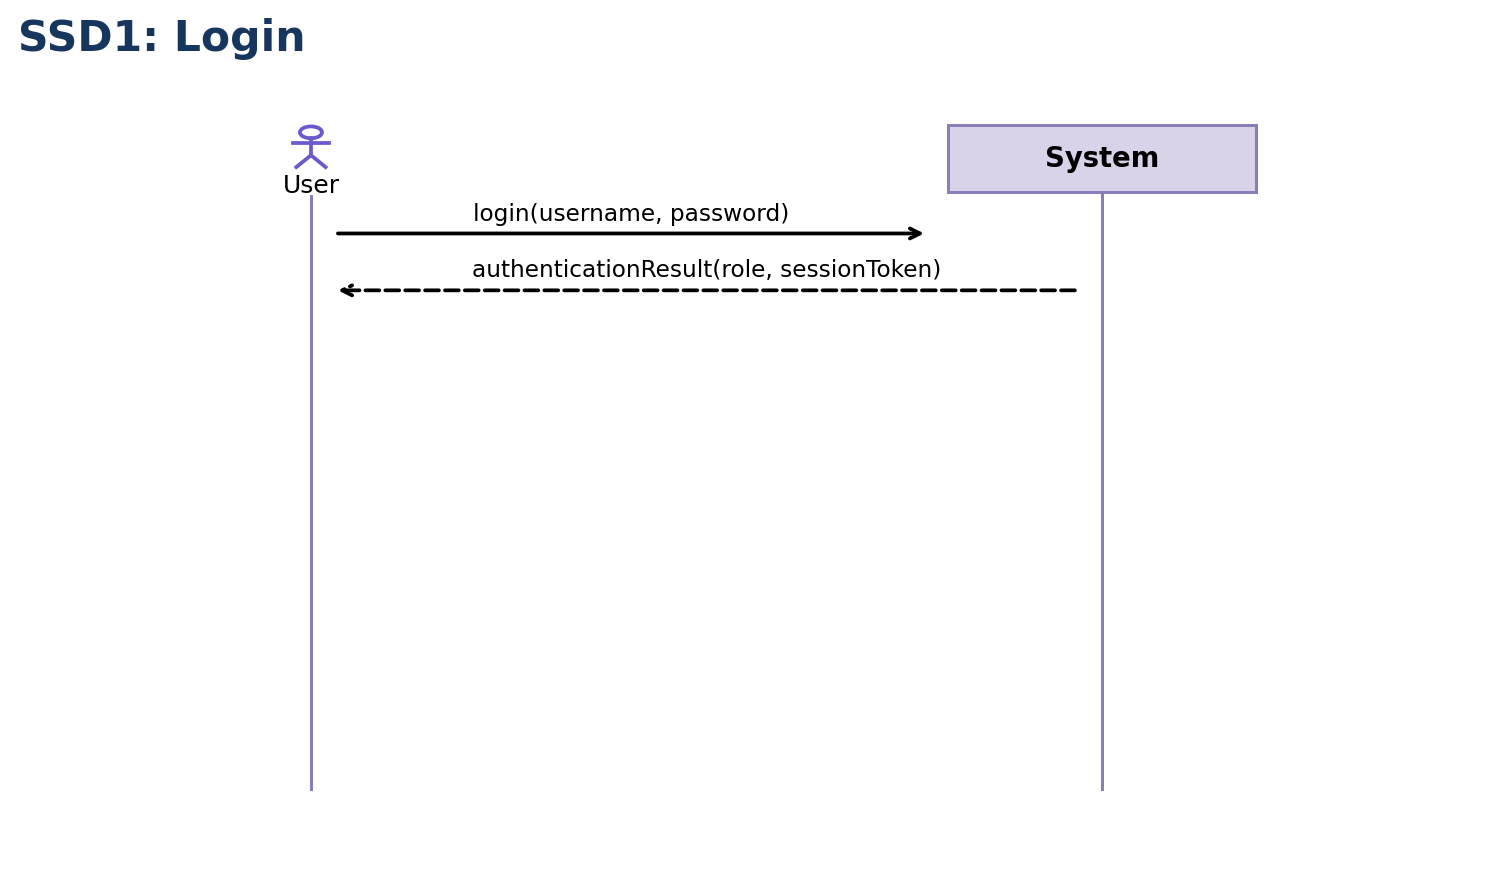 SSD1: Login
User
System
login(username, password)
authenticationResult(role, sessionToken)